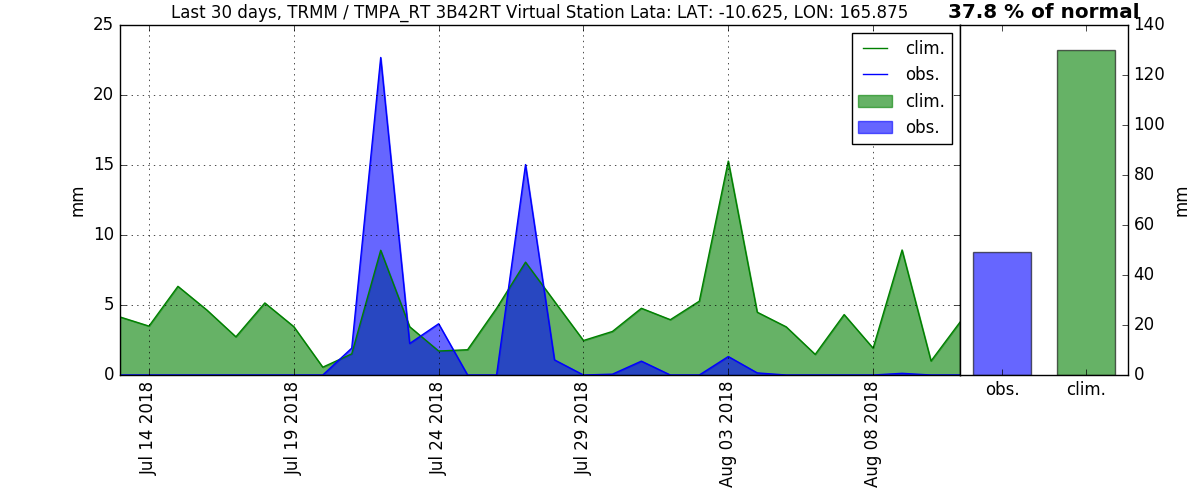 Last 30 days, TRMM / TMPA_RT 3B42RT Virtual Station Lata: LAT: -10.625, LON: 165.875
37.8 % of normal
25
20
15
10
5
0
mm
clim.
obs.
clim.
obs.
Jul 14 2018
Jul 19 2018
Jul 24 2018
Jul 29 2018
Aug 03 2018
Aug 08 2018
140
120
100
80
60
40
20
0
mm
obs.
clim.